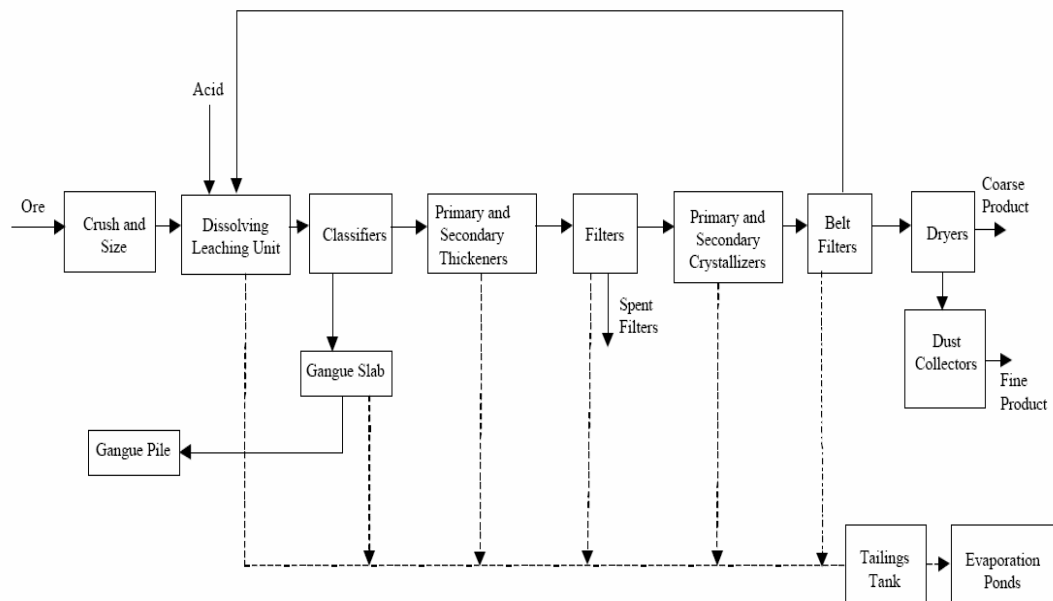 Acid
Ore
Crush and
Size
Dissolving
Leaching Unit
Classifiers
Primary and
Secondary
Thickeners
Filters
Primary and
Secondary
Crystallizers
Belt
Filters
Dryers
Coarse
Product
Spent
Filters
Gangue Slab
Dust
Collectors
Fine
Product
Gangue Pile
Tailings
Tank
Evaporation
Ponds